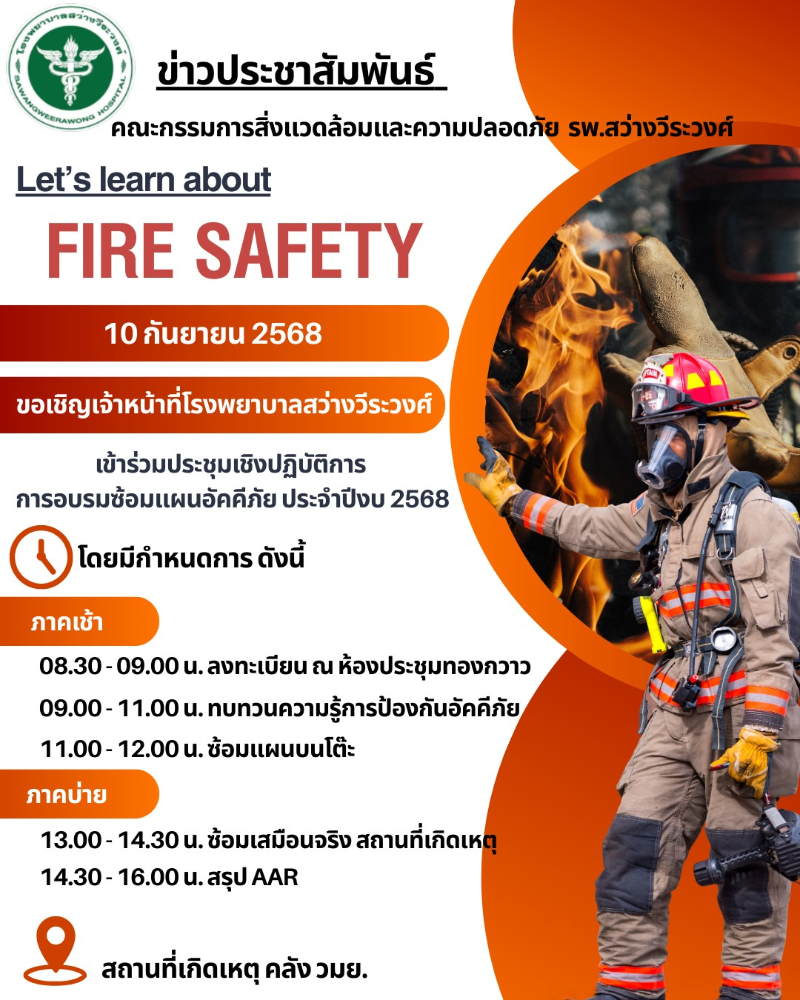 โรงพยาบาลสว่างวีระวงศ์
SAWANGWEERAWONG HOSPITAL
ข่าวประชาสัมพันธ์
คณะกรรมการสิ่งแวดล้อมและความปลอดภัย รพ.สว่างวีระวงศ์
Let's learn about
FIRE SAFETY
10 กันยายน 2568
ขอเชิญเจ้าหน้าที่โรงพยาบาลสว่างวีระวงศ์
เข้าร่วมประชุมเชิงปฏิบัติการ
การอบรมซ้อมแผนอัคคีภัย ประจำปีงบ 2568
โดยมีกำหนดการ ดังนี้
ภาคเช้า
08.30 - 09.00 น. ลงทะเบียน ณ ห้องประชุมทองกวาว
09.00 - 11.00 น. ทบทวนความรู้การป้องกันอัคคีภัย
11.00 - 12.00 น. ซ้อมแผนบนโต๊ะ
ภาคบ่าย
13.00 - 14.30 น. ซ้อมเสมือนจริง สถานที่เกิดเหตุ
14.30 - 16.00 น. สรุป AAR
สถานที่เกิดเหตุ คลัง วมย.